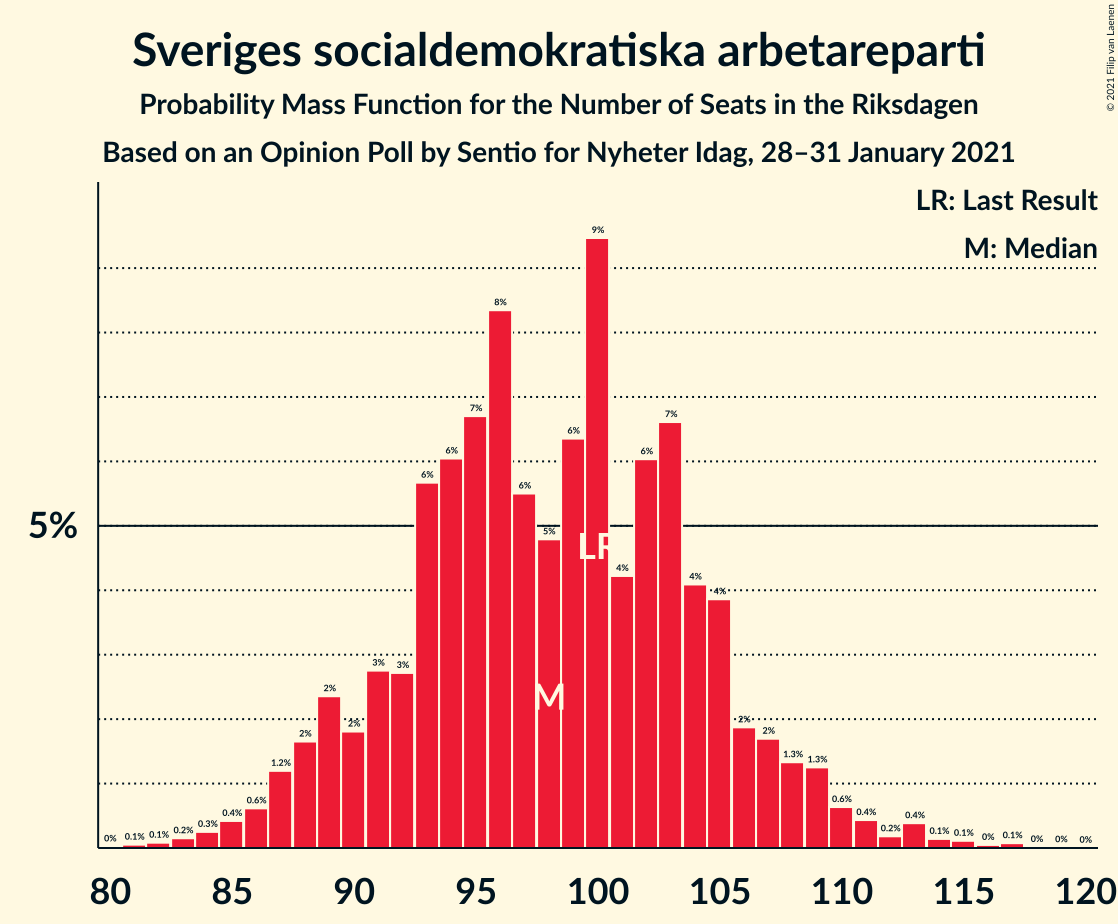 Sveriges socialdemokratiska arbetareparti
Probability Mass Function for the Number of Seats in the Riksdagen
Based on an Opinion Poll by Sentio for Nyheter Idag, 28–31 January 2021
© 2021 Filip van Laenen
LR: Last Result
M: Median
5%
0% 0.1% 0.1% 0.2% 0.3% 0.4% 0.6% 1.2% 2% 2% 2% 3% 3% 6% 6% 7% 8% 6% 5% 6% 9% 4% 6% 7% 4% 4% 2% 2% 1.3% 1.3% 0.6% 0.4% 0.2% 0.4% 0.1% 0.1% 0% 0.1% 0% 0% 0%
LR
M
80 85 90 95 100 105 110 115 120